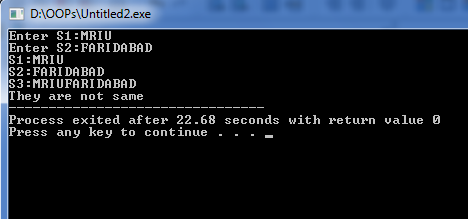 D:\OOPs\Untitled2.exe
Enter S1:MRIU
Enter S2:FARIDABAD
S1:MRIU
S2:FARIDABAD
S3:MRIUFARIDABAD
They are not same
--------------------------------
Process exited after 22.68 seconds with return value 0
Press any key to continue . . . _